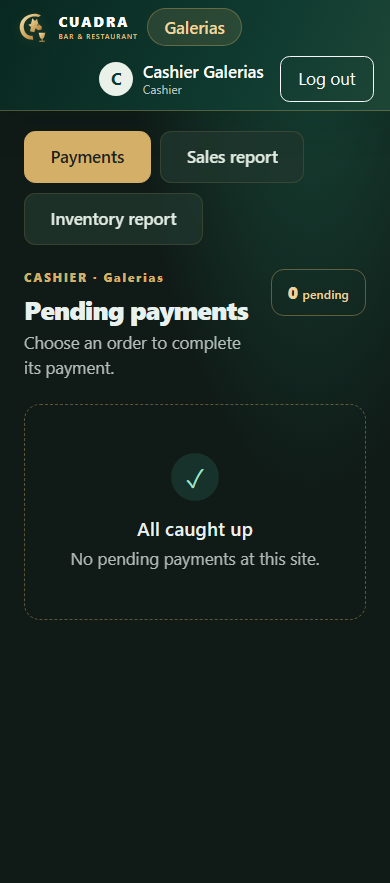 CUADRA
BAR & RESTAURANT
Galerias
C
Cashier Galerias
Cashier
Log out
Payments
Sales report
Inventory report
CASHIER · Galerias
0 pending
Pending payments
Choose an order to complete
its payment.
All caught up
No pending payments at this site.